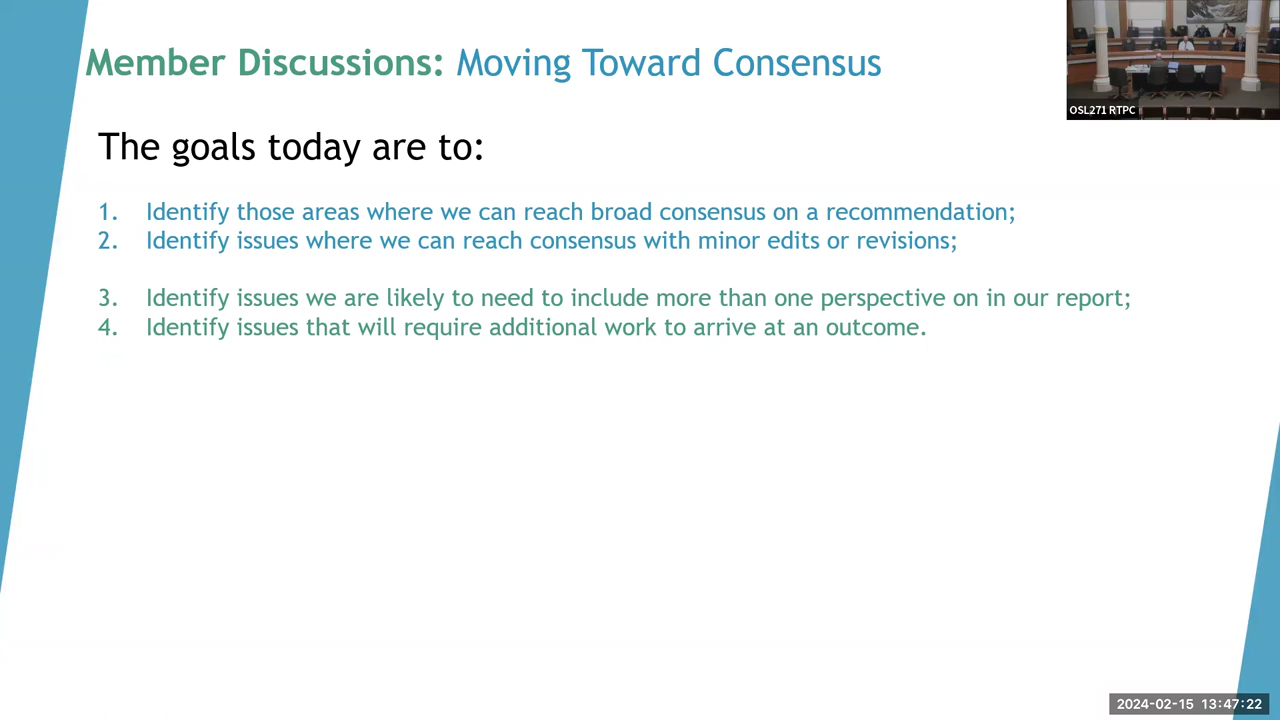 Member Discussions: Moving Toward Consensus
OSL271 RTPC
The goals today are to:
1. Identify those areas where we can reach broad consensus on a recommendation;
2. Identify issues where we can reach consensus with minor edits or revisions;
3. Identify issues we are likely to need to include more than one perspective on in our report;
4. Identify issues that will require additional work to arrive at an outcome.
2024-02-15 13:47:22